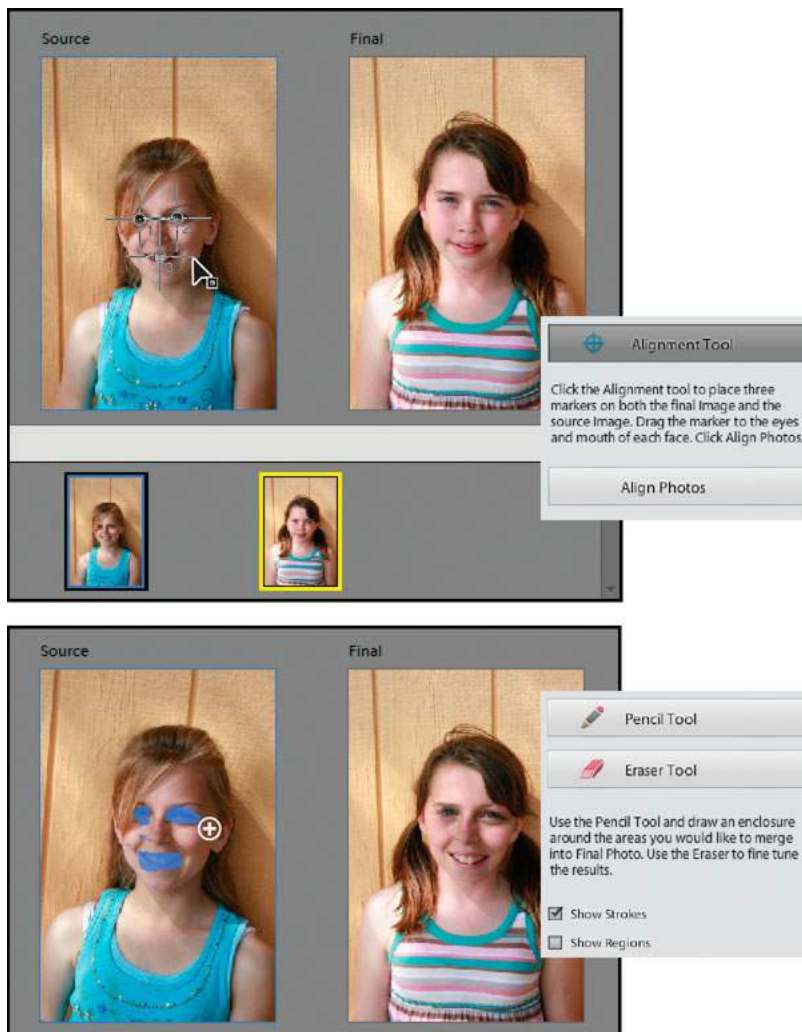 Source
Final
1
2
3
Alignment Tool
Click the Alignment tool to place three
markers on both the final Image and the
source Image. Drag the marker to the eyes
and mouth of each face. Click Align Photos
Align Photos
Source
Final
Pencil Tool
Eraser Tool
Use the Pencil Tool and draw an enclosure
around the areas you would like to merge
into Final Photo. Use the Eraser to fine tune
the results.
Show Strokes
Show Regions